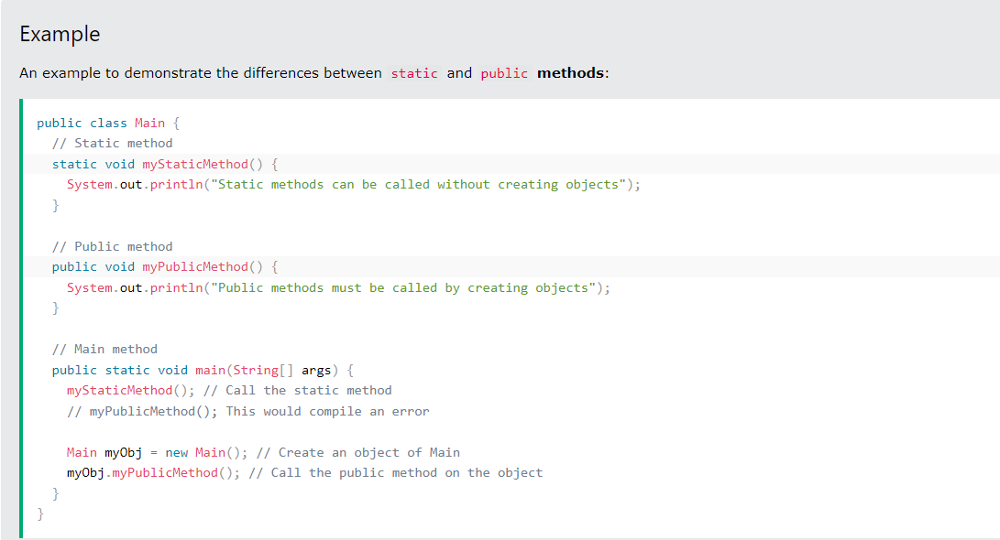 Example
An example to demonstrate the differences between static and public methods:
public class Main {
  // Static method
  static void myStaticMethod() {
    System.out.println("Static methods can be called without creating objects");
  }
  // Public method
  public void myPublicMethod() {
    System.out.println("Public methods must be called by creating objects");
  }
  // Main method
  public static void main(String[] args) {
    myStaticMethod(); // Call the static method
    // myPublicMethod(); This would compile an error
    Main myObj = new Main(); // Create an object of Main
    myObj.myPublicMethod(); // Call the public method on the object
  }
}